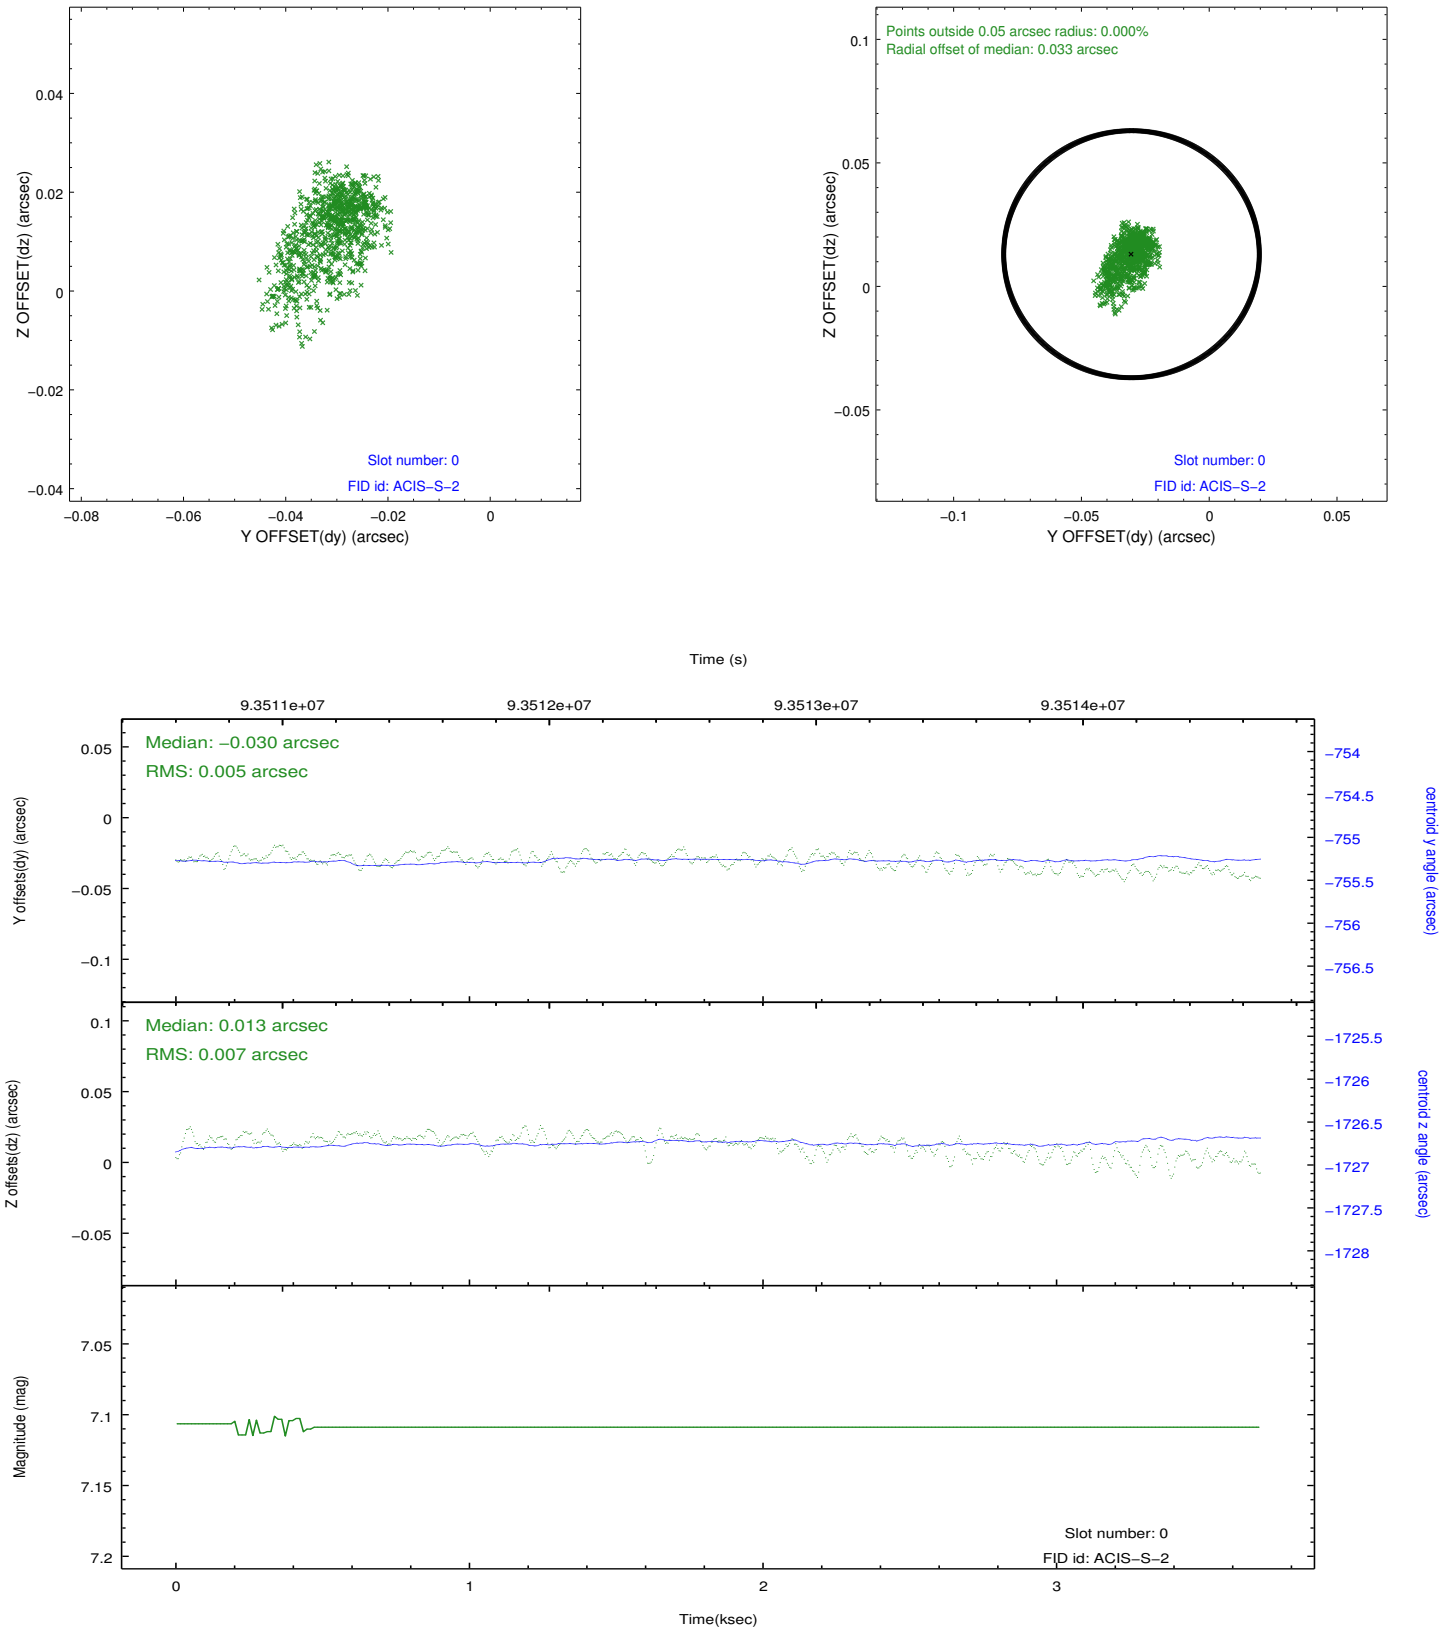 0.04
0.02
0
−0.02
−0.04
Z OFFSET(dz) (arcsec)
Slot number: 0
FID id: ACIS−S−2
−0.08
−0.06
−0.04
−0.02
0
Y OFFSET(dy) (arcsec)
Points outside 0.05 arcsec radius: 0.000%
Radial offset of median: 0.033 arcsec
0.1
0.05
0
−0.05
Z OFFSET(dz) (arcsec)
Slot number: 0
FID id: ACIS−S−2
−0.1
−0.05
0
0.05
Y OFFSET(dy) (arcsec)
Time (s)
9.3511e+07
9.3512e+07
9.3513e+07
9.3514e+07
Median: −0.030 arcsec
RMS: 0.005 arcsec
0.05
0
−0.05
−0.1
Y offsets(dy) (arcsec)
−754
−754.5
−755
−755.5
−756
−756.5
centroid y angle (arcsec)
Median: 0.013 arcsec
RMS: 0.007 arcsec
0.1
0.05
0
−0.05
Z offsets(dz) (arcsec)
−1725.5
−1726
−1726.5
−1727
−1727.5
−1728
centroid z angle (arcsec)
7.05
7.1
7.15
7.2
Magnitude (mag)
Slot number: 0
FID id: ACIS−S−2
0
1
2
3
Time(ksec)